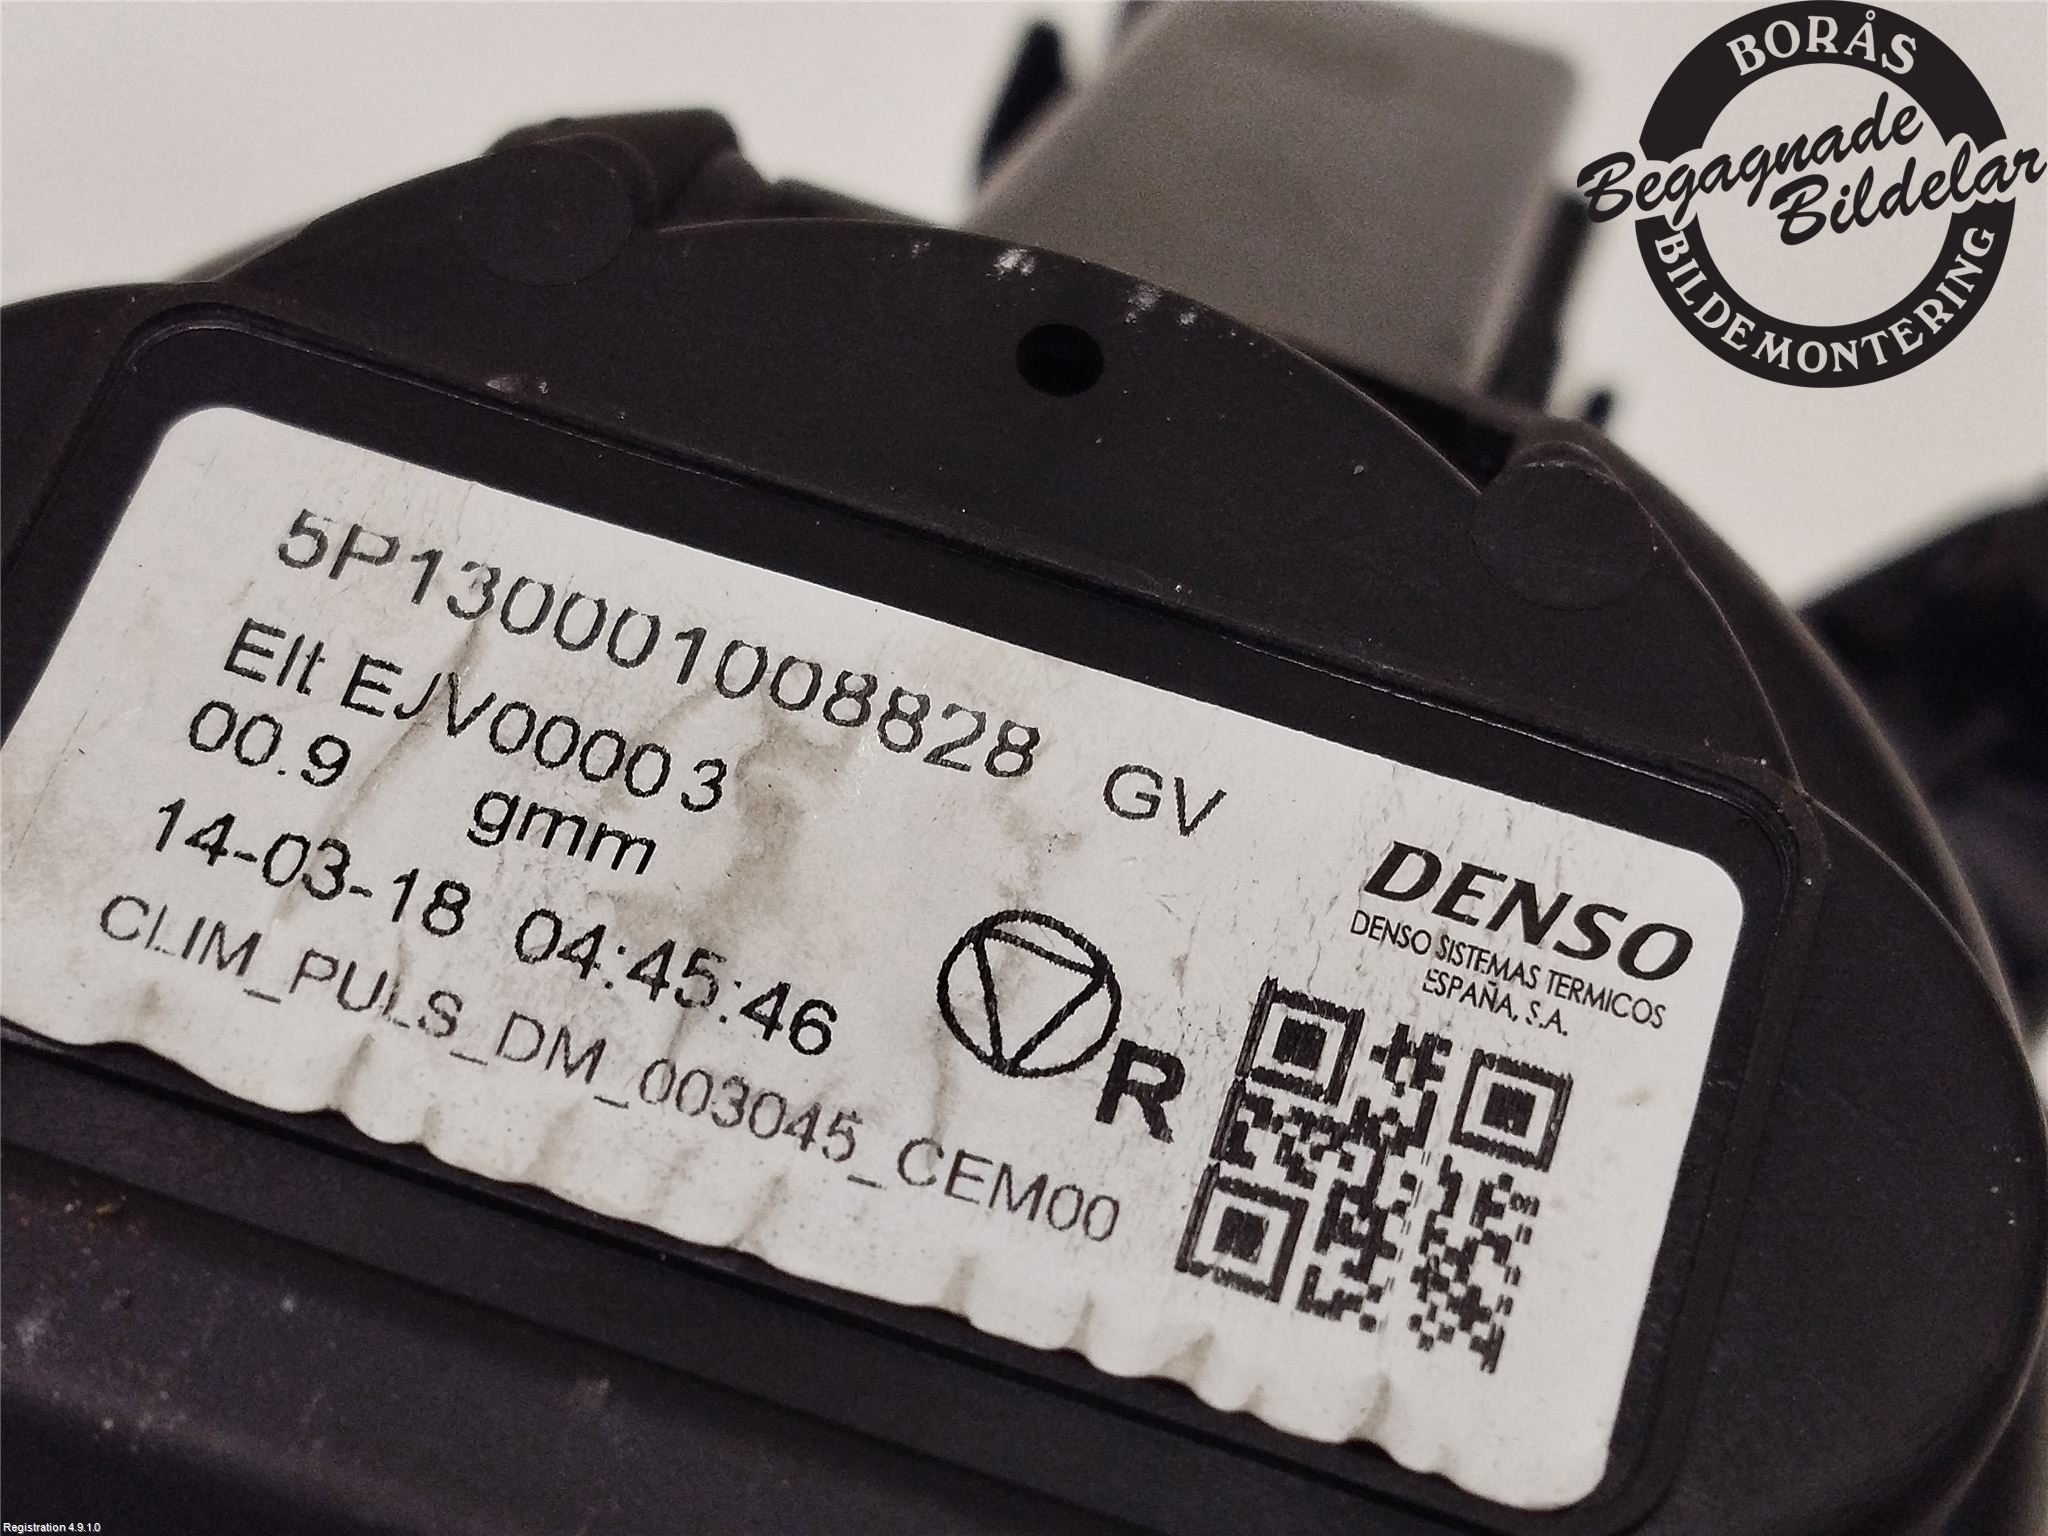 BORÅS
Begagnade
Bildelar
BILDEMONTERING
5P130001008828 GV
Elt EJV00003
00.9 gmm
14-03-18 04:45:46
CLIM_PULS_DM_003045_CEM00
R
DENSO
DENSO SISTEMAS TERMICOS
ESPAÑA, S.A.
Registration 4.9.1.0